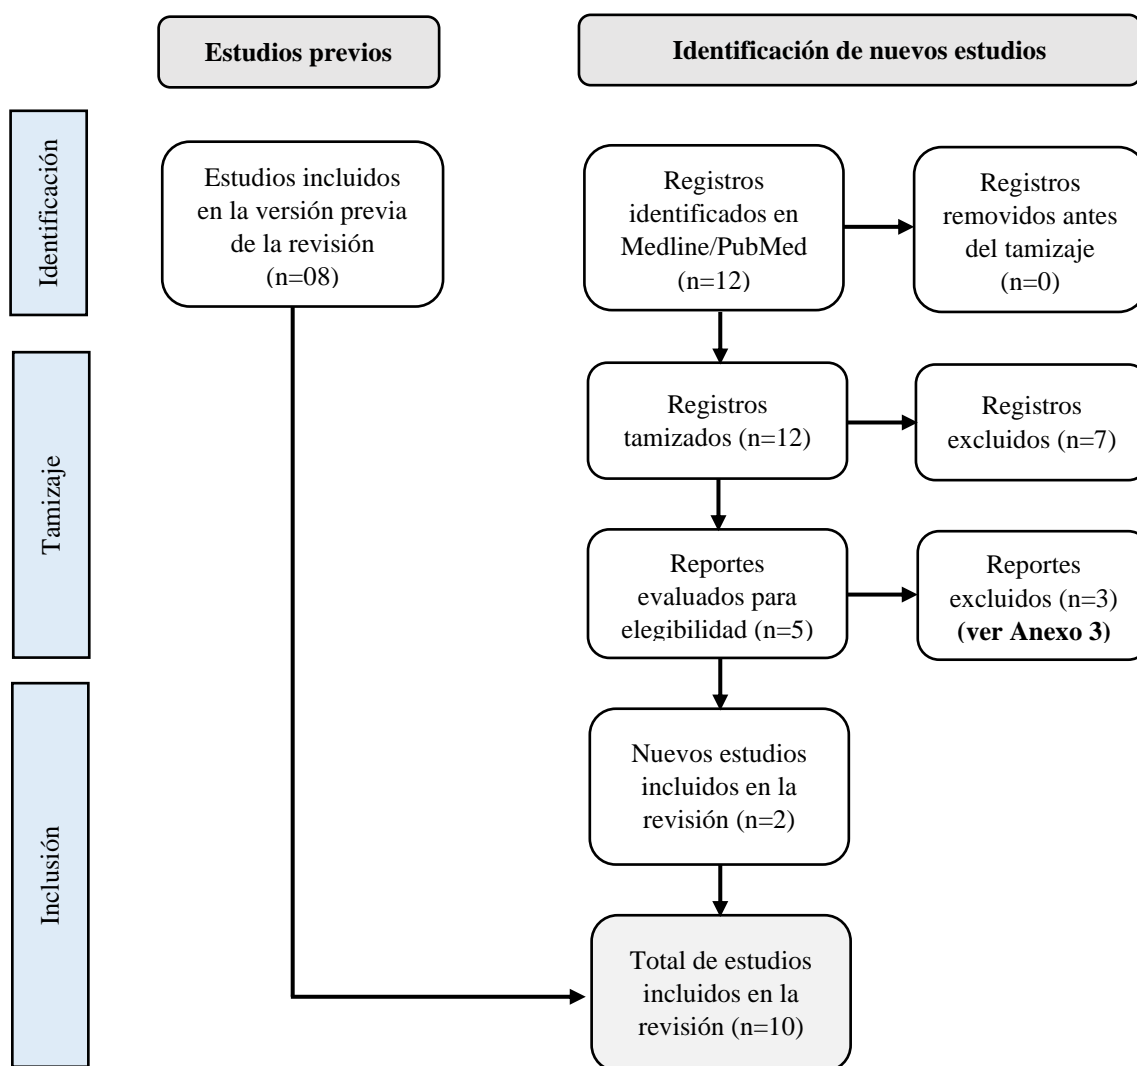 Estudios previos
Identificación de nuevos estudios
Identificación
Estudios incluidos
en la versión previa
de la revisión
(n=08)
Registros
identificados en
Medline/PubMed
(n=12)
Registros
removidos antes
del tamizaje
(n=0)
Tamizaje
Registros
tamizados (n=12)
Registros
excluidos (n=7)
Reportes
evaluados para
elegibilidad (n=5)
Reportes
excluidos (n=3)
(ver Anexo 3)
Inclusión
Nuevos estudios
incluidos en la
revisión (n=2)
Total de estudios
incluidos en la
revisión (n=10)